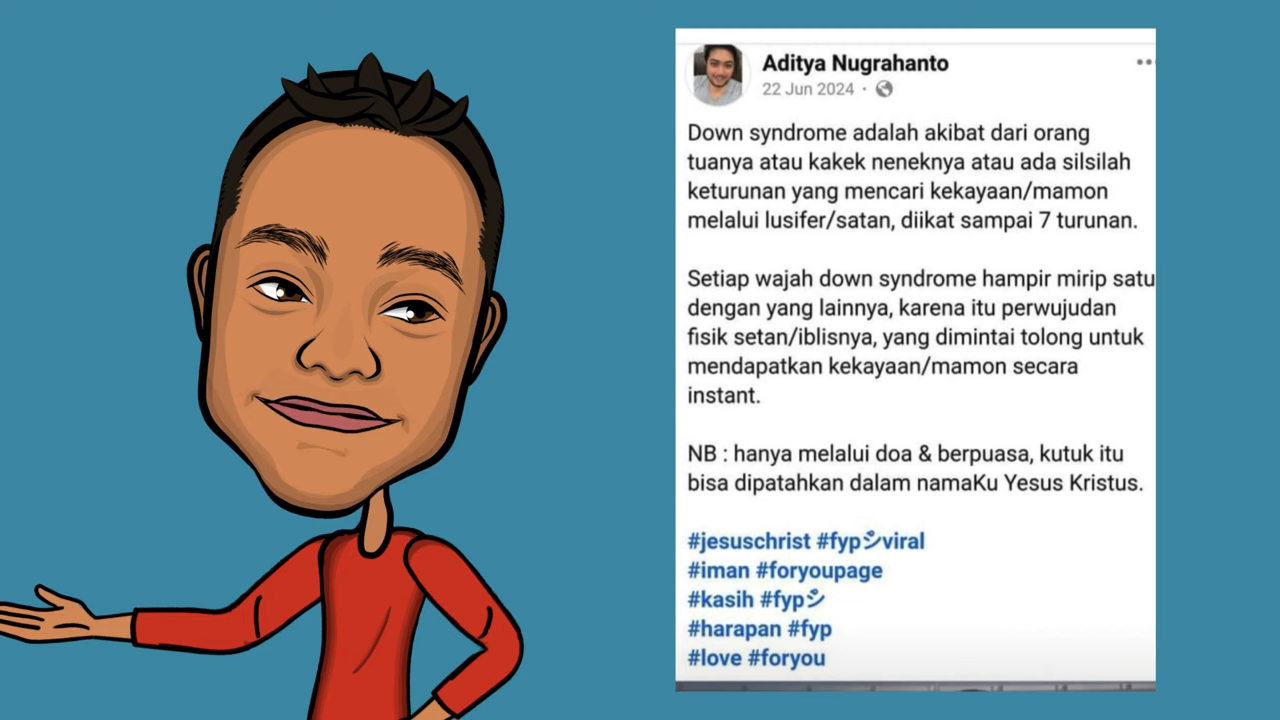 Aditya Nugrahanto
22 Jun 2024 ·
Down syndrome adalah akibat dari orang
tuanya atau kakek neneknya atau ada silsilah
keturunan yang mencari kekayaan/mamon
melalui lusifer/satan, diikat sampai 7 turunan.
Setiap wajah down syndrome hampir mirip satu
dengan yang lainnya, karena itu perwujudan
fisik setan/iblisnya, yang dimintai tolong untuk
mendapatkan kekayaan/mamon secara
instant.
NB : hanya melalui doa & berpuasa, kutuk itu
bisa dipatahkan dalam namaKu Yesus Kristus.
#jesuschrist #fypシviral
#iman #foryoupage
#kasih #fypシ
#harapan #fyp
#love #foryou